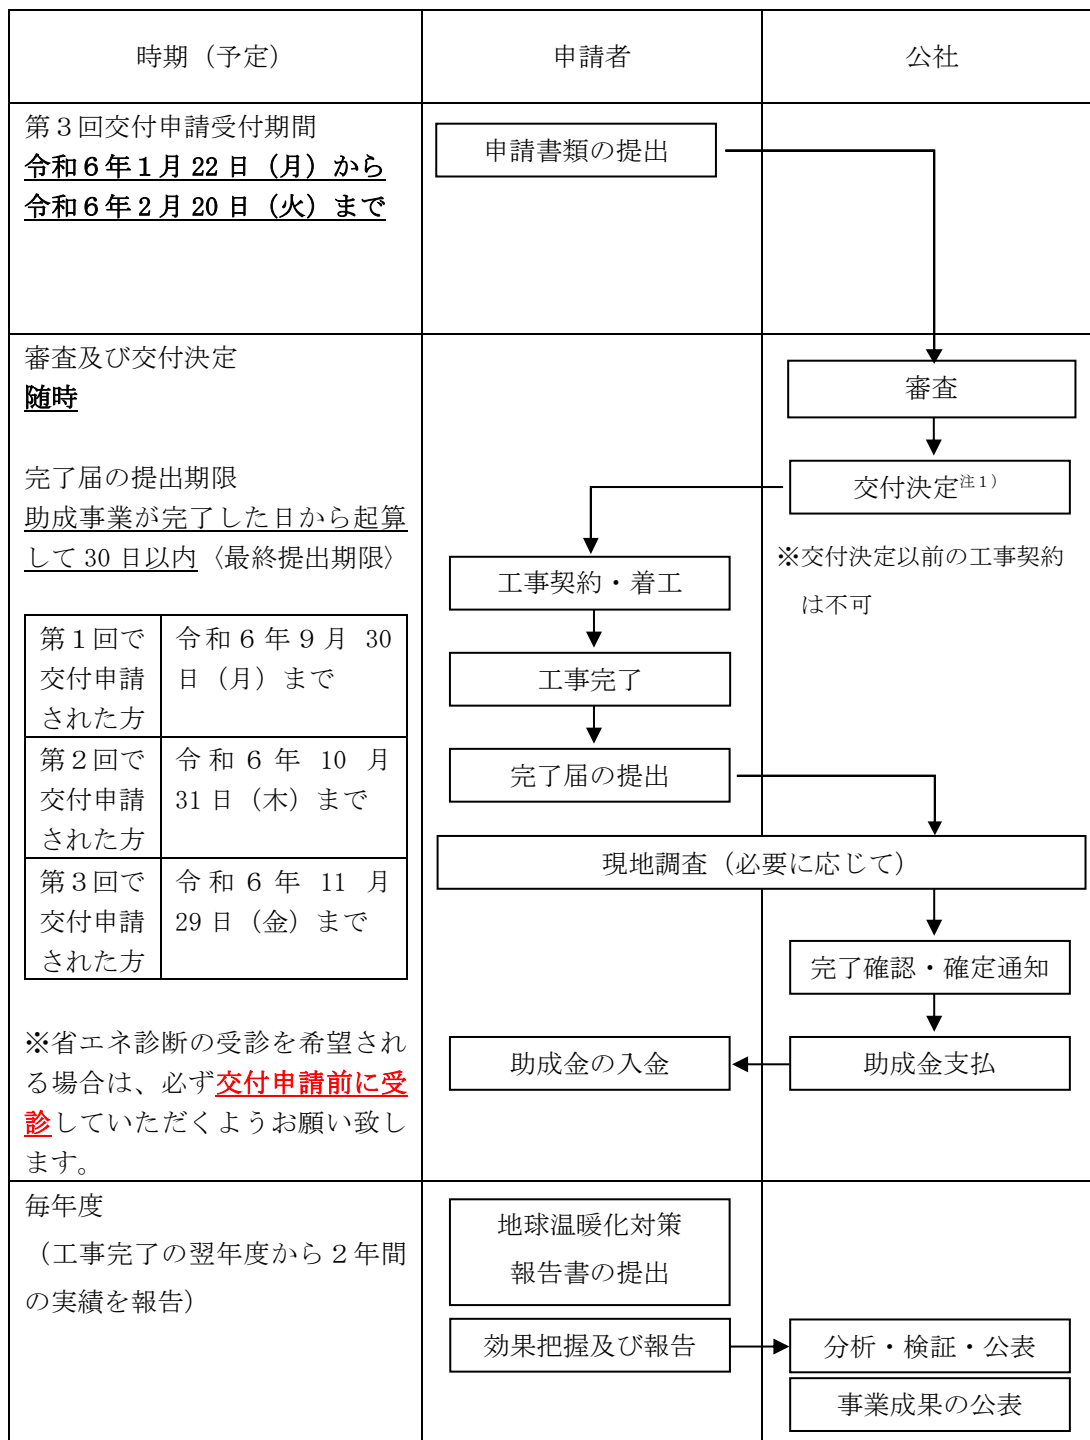 時期（予定）
申請者
公社
第３回交付申請受付期間
令和６年１月 22 日（月）から
令和６年２月 20 日（火）まで
申請書類の提出
審査及び交付決定
随時
完了届の提出期限
助成事業が完了した日から起算
して 30 日以内〈最終提出期限〉
第１回で
交付申請
された方
令和６年９月 30
日（月）まで
第２回で
交付申請
された方
令和６年 10 月
31 日（木）まで
第３回で
交付申請
された方
令和６年 11 月
29 日（金）まで
※省エネ診断の受診を希望され
る場合は、必ず交付申請前に受
診していただくようお願い致し
ます。
審査
交付決定注１）
※交付決定以前の工事契約
は不可
工事契約・着工
工事完了
完了届の提出
現地調査（必要に応じて）
完了確認・確定通知
助成金の入金
助成金支払
毎年度
（工事完了の翌年度から２年間
の実績を報告）
地球温暖化対策
報告書の提出
効果把握及び報告
分析・検証・公表
事業成果の公表